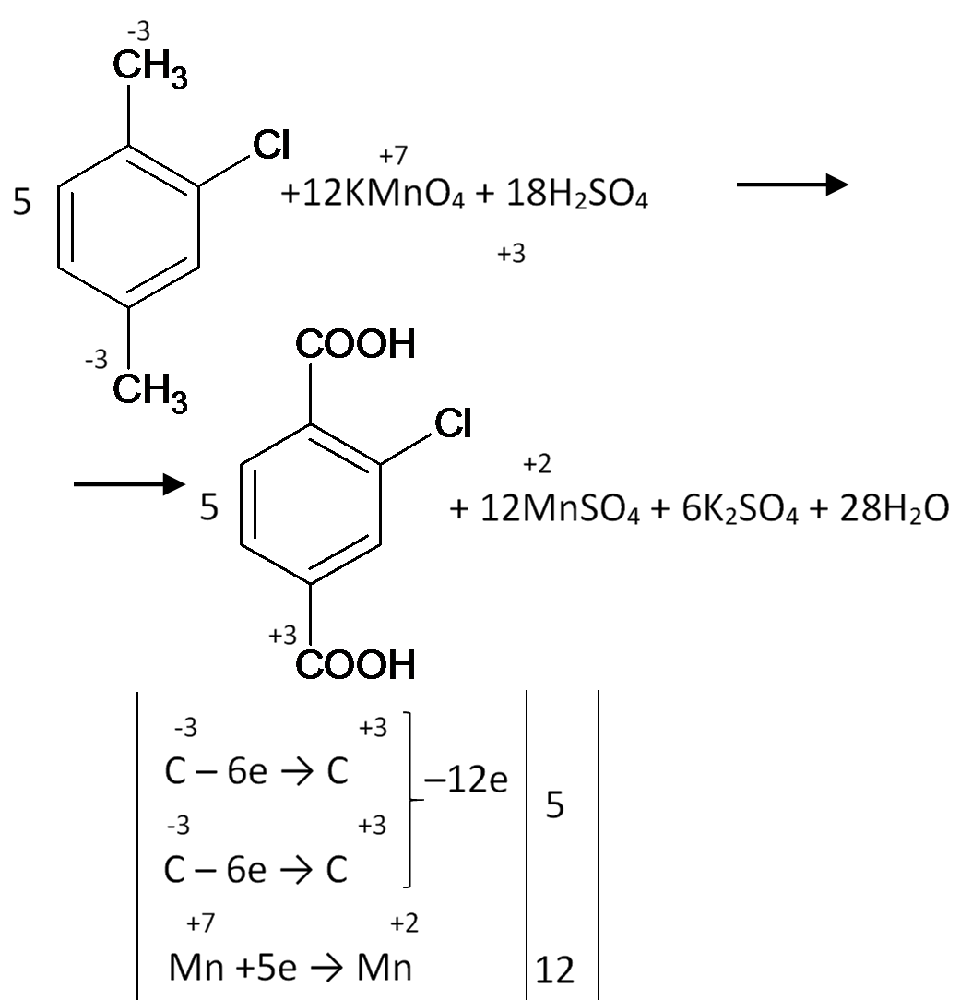 -3
CH₃
Cl
+7
5 +12KMnO₄ + 18H₂SO₄ ⟶
+3
COOH
-3
CH₃
Cl
+2
⟶ 5 + 12MnSO₄ + 6K₂SO₄ + 28H₂O
+3
COOH
-3 +3
C – 6e → C –12e
5
-3 +3
C – 6e → C
+7 +2
Mn +5e → Mn 12